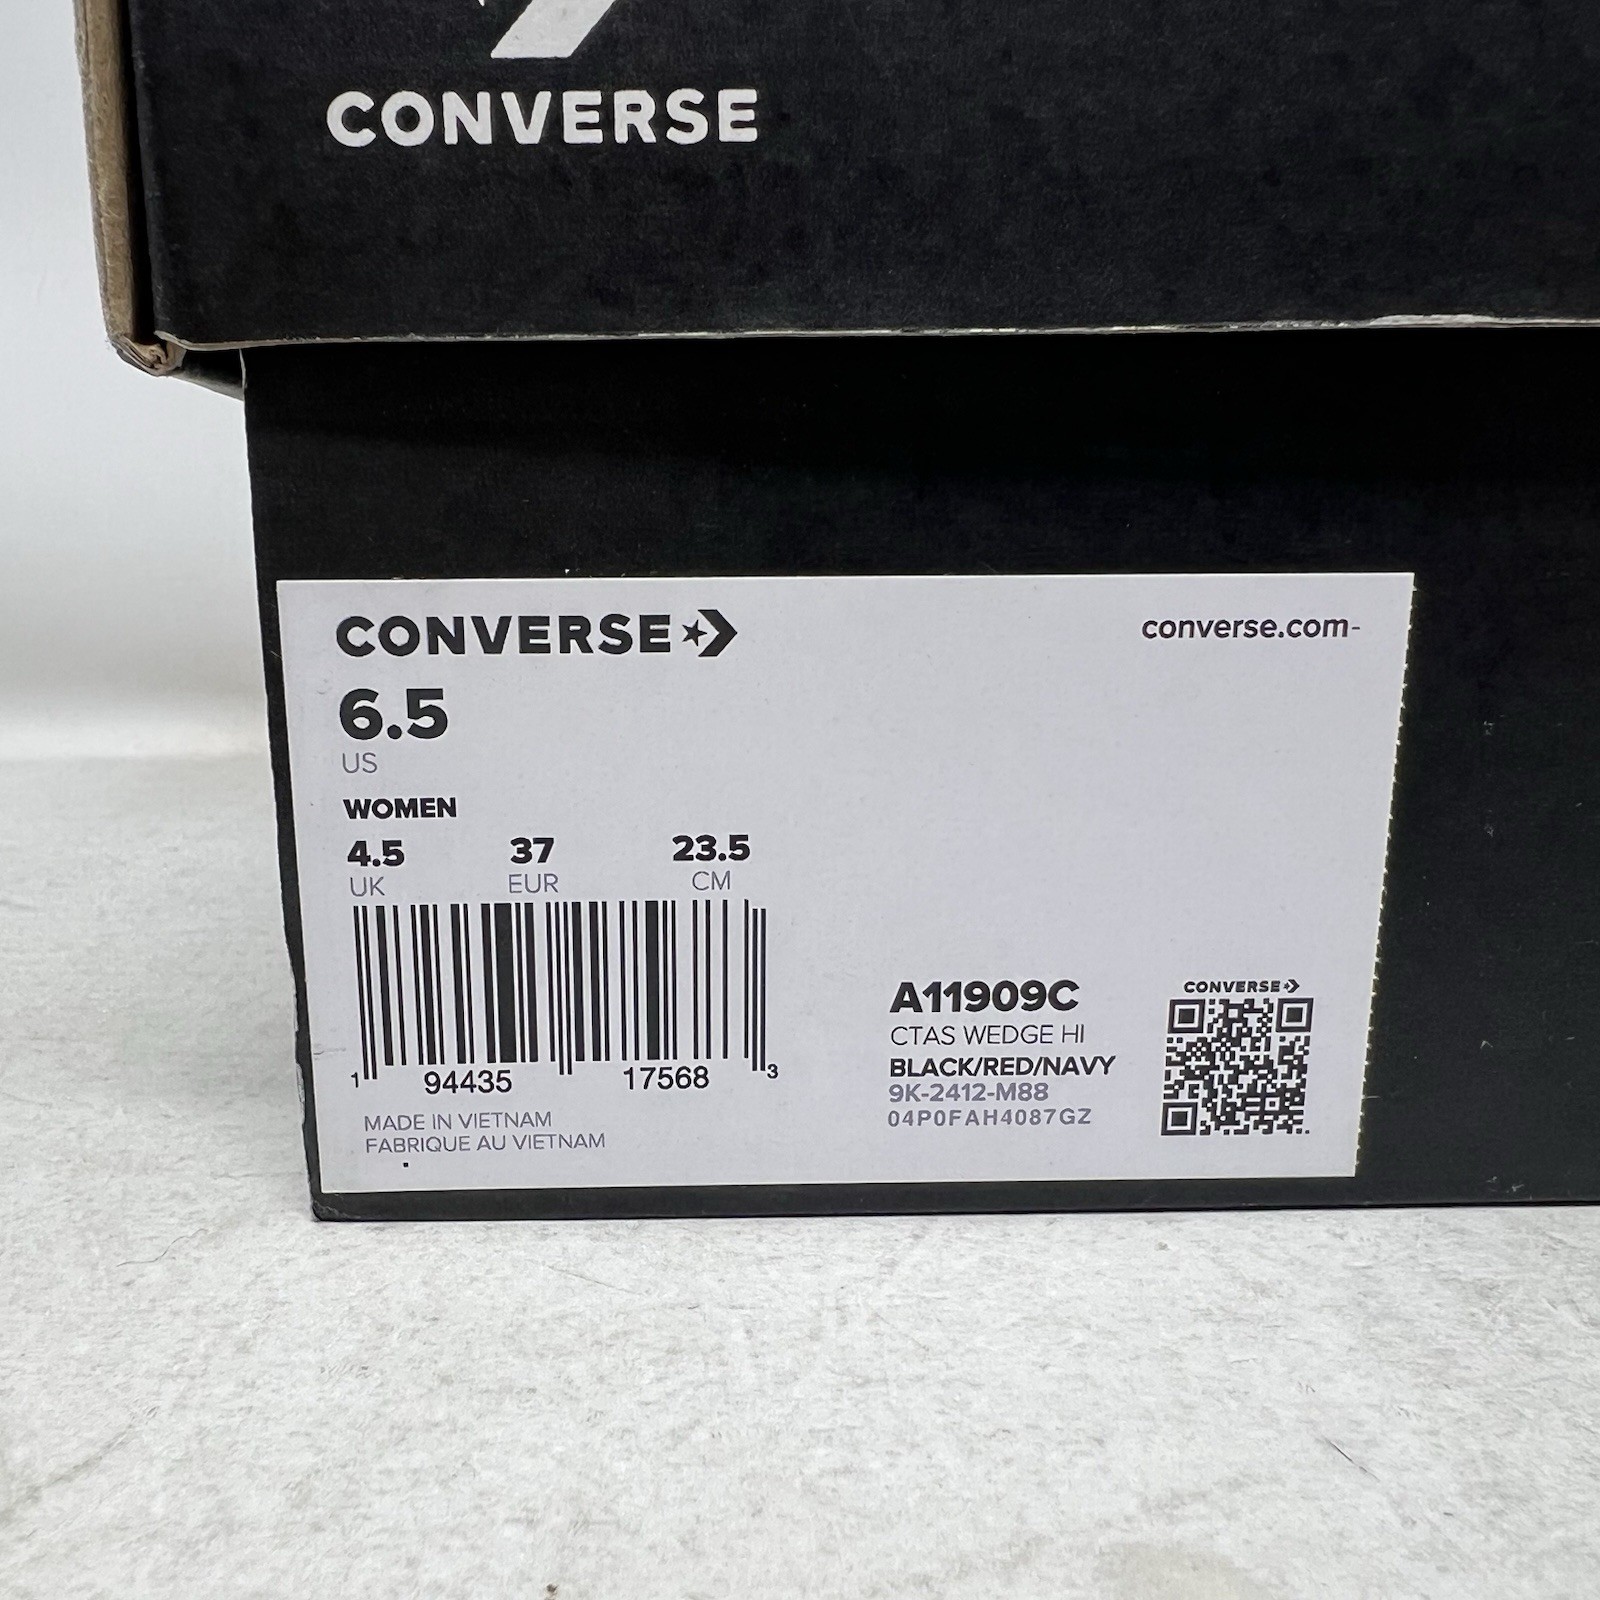 CONVERSE
CONVERSE
converse.com-
6.5
US
WOMEN
4.5 37 23.5
UK EUR CM
1 94435 17568 3
MADE IN VIETNAM
FABRIQUE AU VIETNAM
A11909C
CTAS WEDGE HI
BLACK/RED/NAVY
9K-2412-M88
04P0FAH4087GZ
CONVERSE